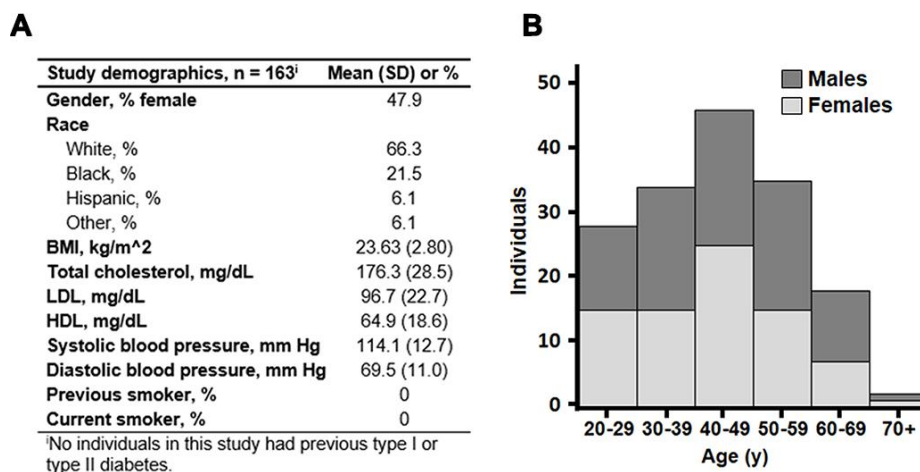 A
Study demographics, n = 163ⁱ Mean (SD) or %
Gender, % female 47.9
Race
White, % 66.3
Black, % 21.5
Hispanic, % 6.1
Other, % 6.1
BMI, kg/m^2 23.63 (2.80)
Total cholesterol, mg/dL 176.3 (28.5)
LDL, mg/dL 96.7 (22.7)
HDL, mg/dL 64.9 (18.6)
Systolic blood pressure, mm Hg 114.1 (12.7)
Diastolic blood pressure, mm Hg 69.5 (11.0)
Previous smoker, % 0
Current smoker, % 0
ⁱNo individuals in this study had previous type I or
type II diabetes.
B
Males
Females
50
40
30
20
10
0
Individuals
20-29 30-39 40-49 50-59 60-69 70+
Age (y)